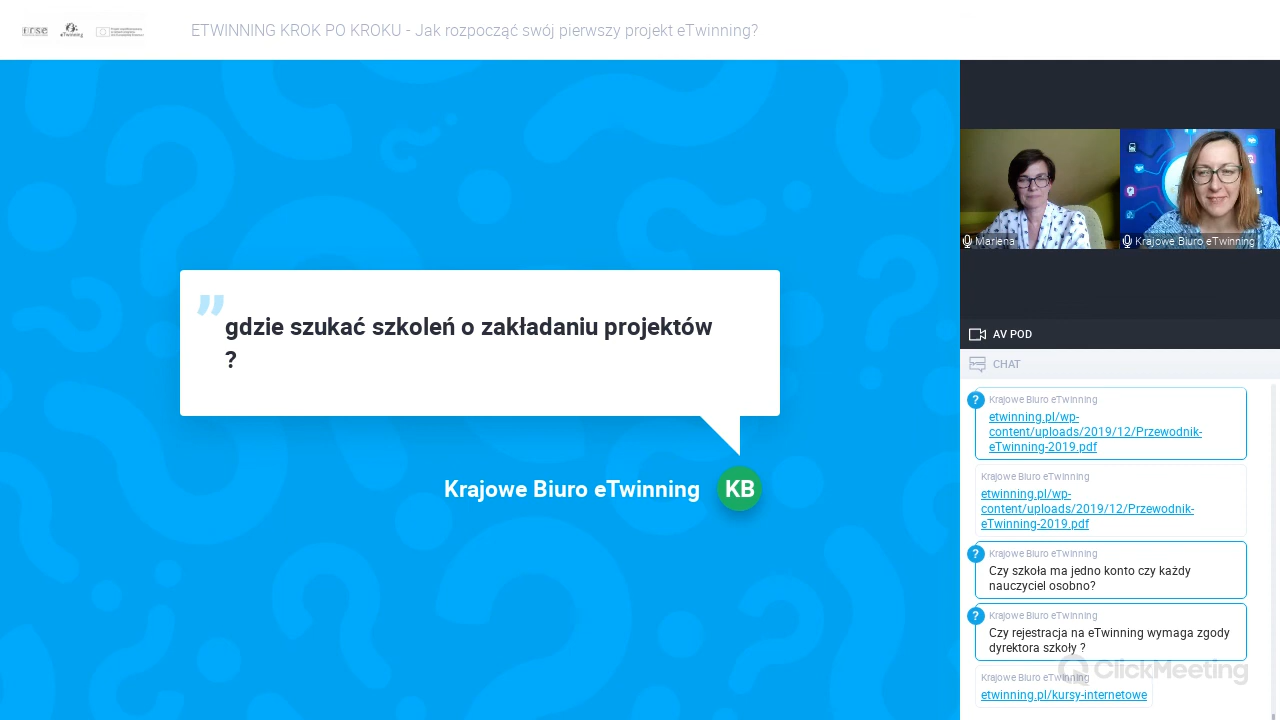 frse
eTwinning
ETWINNING KROK PO KROKU - Jak rozpocząć swój pierwszy projekt eTwinning?
”
gdzie szukać szkoleń o zakładaniu projektów
?
Krajowe Biuro eTwinning
KB
Marlena
Krajowe Biuro eTwinning
AV POD
CHAT
?
Krajowe Biuro eTwinning
etwinning.pl/wp-
content/uploads/2019/12/Przewodnik-
eTwinning-2019.pdf
Krajowe Biuro eTwinning
etwinning.pl/wp-
content/uploads/2019/12/Przewodnik-
eTwinning-2019.pdf
?
Krajowe Biuro eTwinning
Czy szkoła ma jedno konto czy każdy
nauczyciel osobno?
?
Krajowe Biuro eTwinning
Czy rejestracja na eTwinning wymaga zgody
dyrektora szkoły ?
ClickMeeting
Krajowe Biuro eTwinning
etwinning.pl/kursy-internetowe